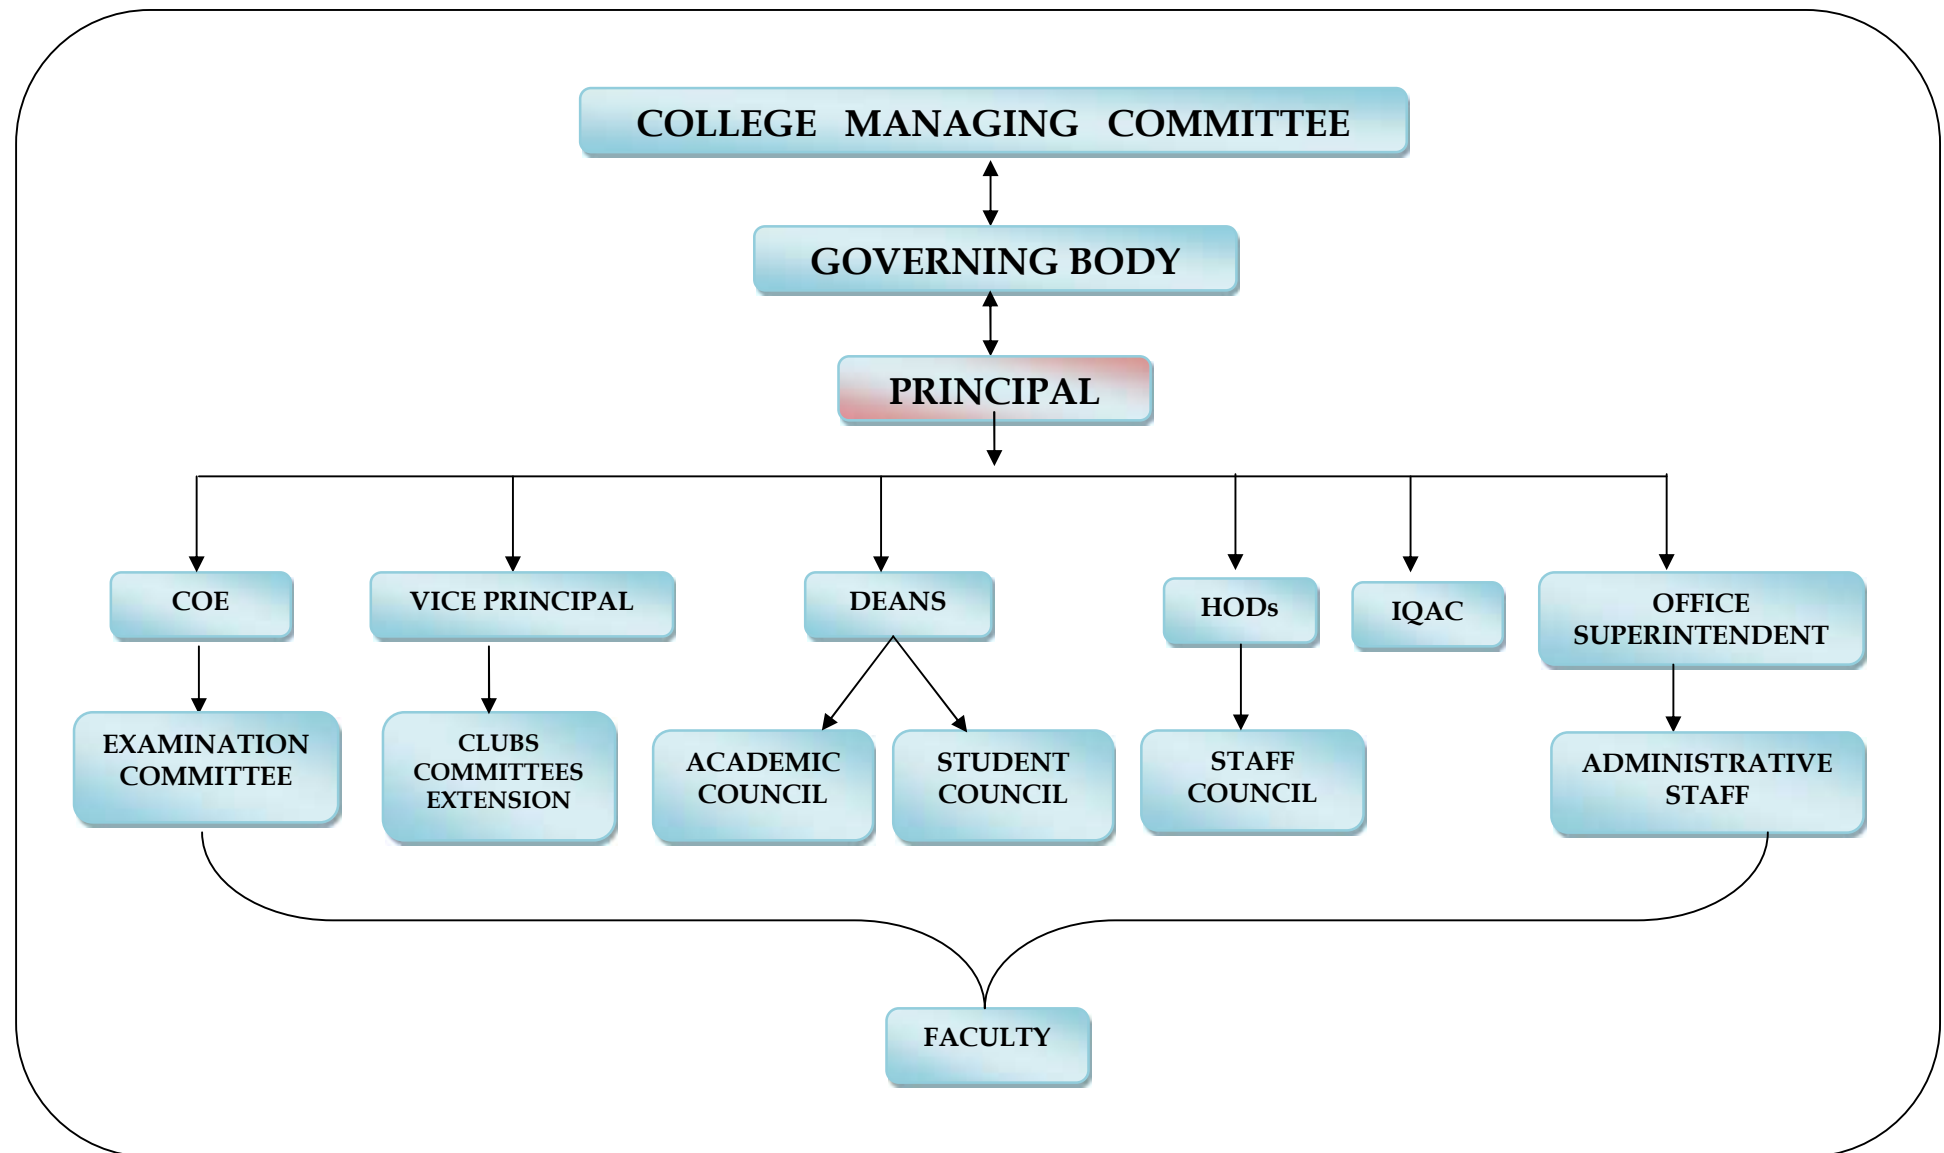 COLLEGE MANAGING COMMITTEE
GOVERNING BODY
PRINCIPAL
COE
VICE PRINCIPAL
DEANS
HODs
IQAC
OFFICE
SUPERINTENDENT
EXAMINATION
COMMITTEE
CLUBS
COMMITTEES
EXTENSION
ACADEMIC
COUNCIL
STUDENT
COUNCIL
STAFF
COUNCIL
ADMINISTRATIVE
STAFF
FACULTY